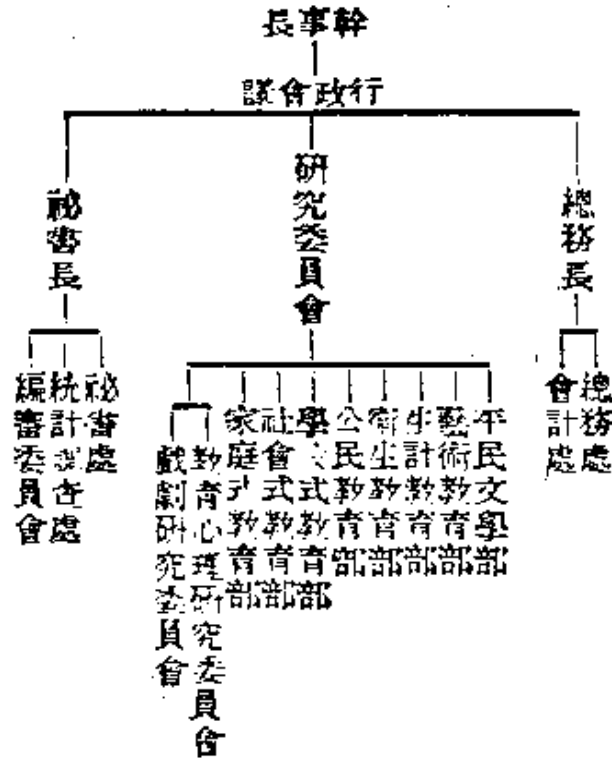 幹事長
行政會議
總務長
研究委員會
祕書長
總務處
會計處
平民文學部
藝術教育部
生計教育部
衛生教育部
公民教育部
學式教育部
社會式教育部
家庭式教育部
教育心理研究委員會
戲劇研究委員會
祕書處
統計調查處
編審委員會